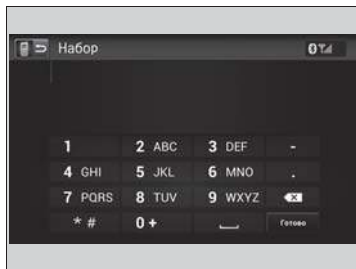 Набор
1 2 ABC 3 DEF -
4 GHI 5 JKL 6 MNO .
7 PQRS 8 TUV 9 WXYZ
* # 0 + Готово